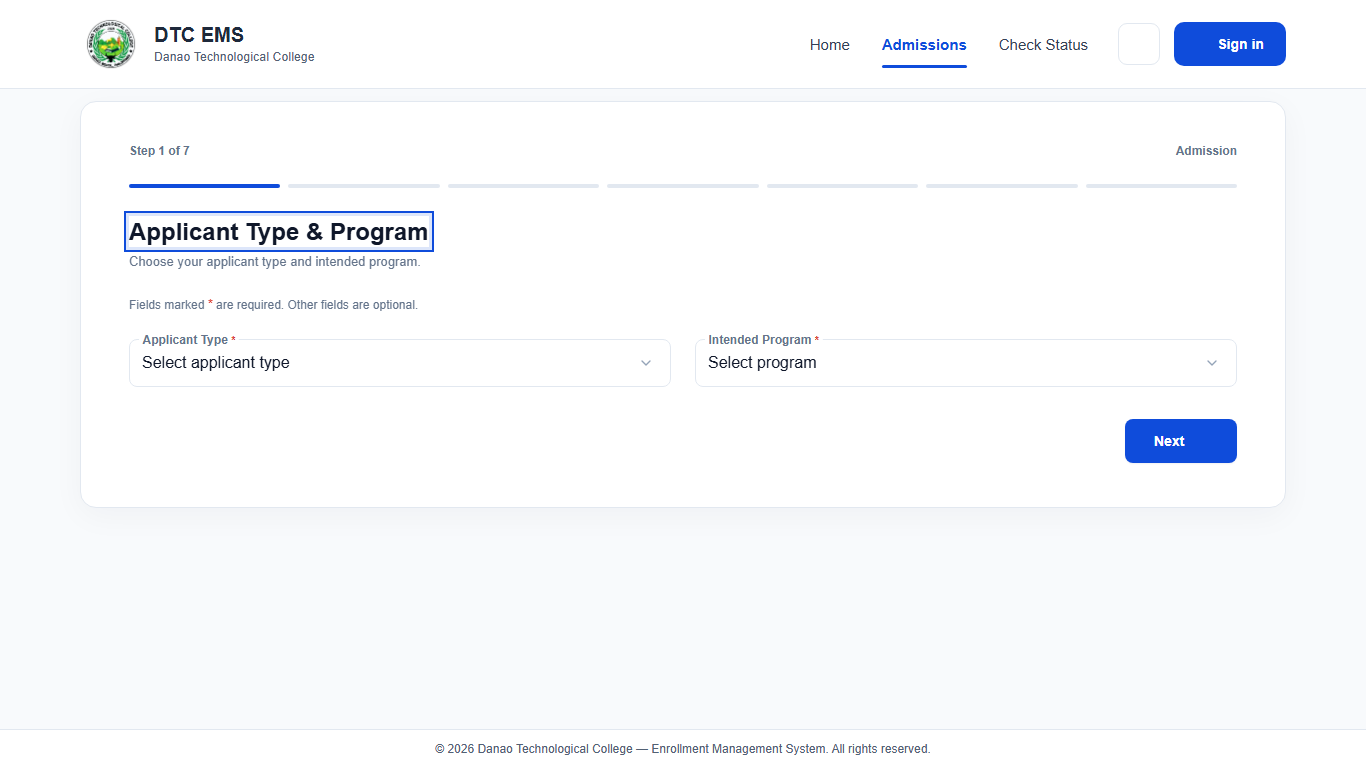 DTC EMS
Danao Technological College
Home
Admissions
Check Status
Sign in
Step 1 of 7
Admission
Applicant Type & Program
Choose your applicant type and intended program.
Fields marked * are required. Other fields are optional.
Applicant Type *
Select applicant type
Intended Program *
Select program
Next
© 2026 Danao Technological College — Enrollment Management System. All rights reserved.